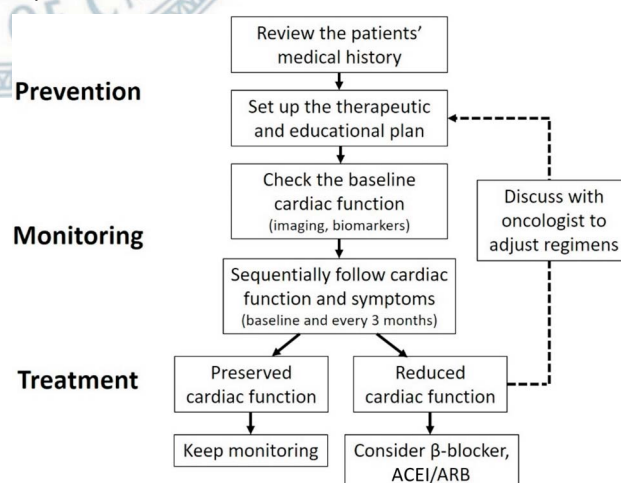 Review the patients’
medical history
Prevention
Set up the therapeutic
and educational plan
Check the baseline
cardiac function
(imaging, biomarkers)
Discuss with
oncologist to
adjust regimens
Monitoring
Sequentially follow cardiac
function and symptoms
(baseline and every 3 months)
Treatment
Preserved
cardiac function
Reduced
cardiac function
Keep monitoring
Consider β-blocker,
ACEI/ARB